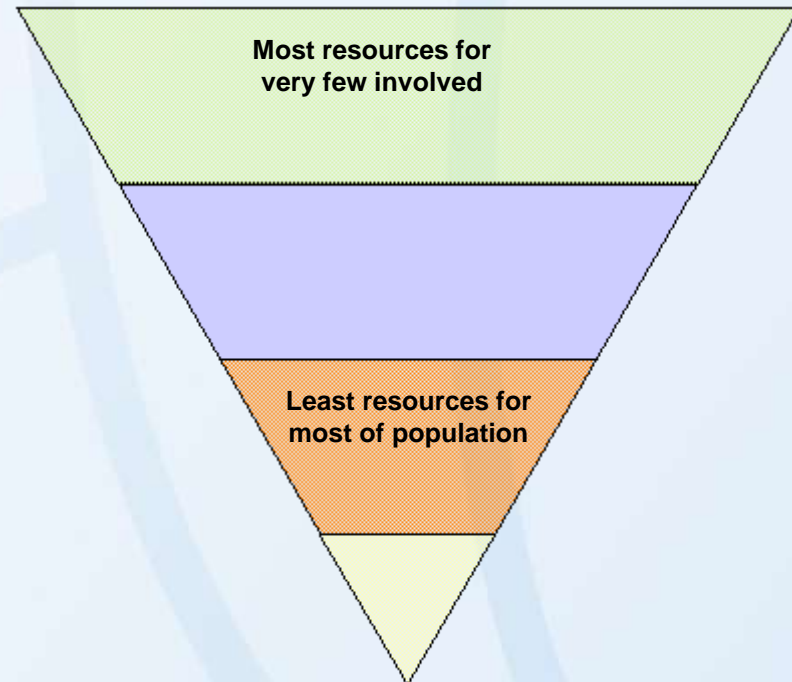 Most resources for
very few involved
Least resources for
most of population